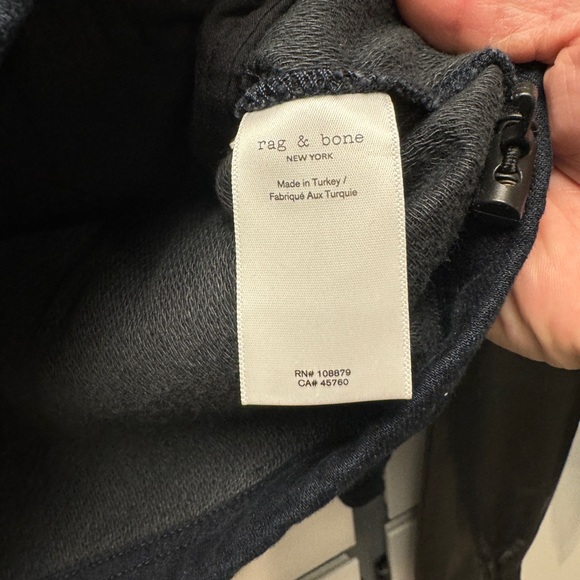 rag & bone
NEW YORK
Made in Turkey /
Fabriqué Aux Turquie
RN# 108879
CA# 45760